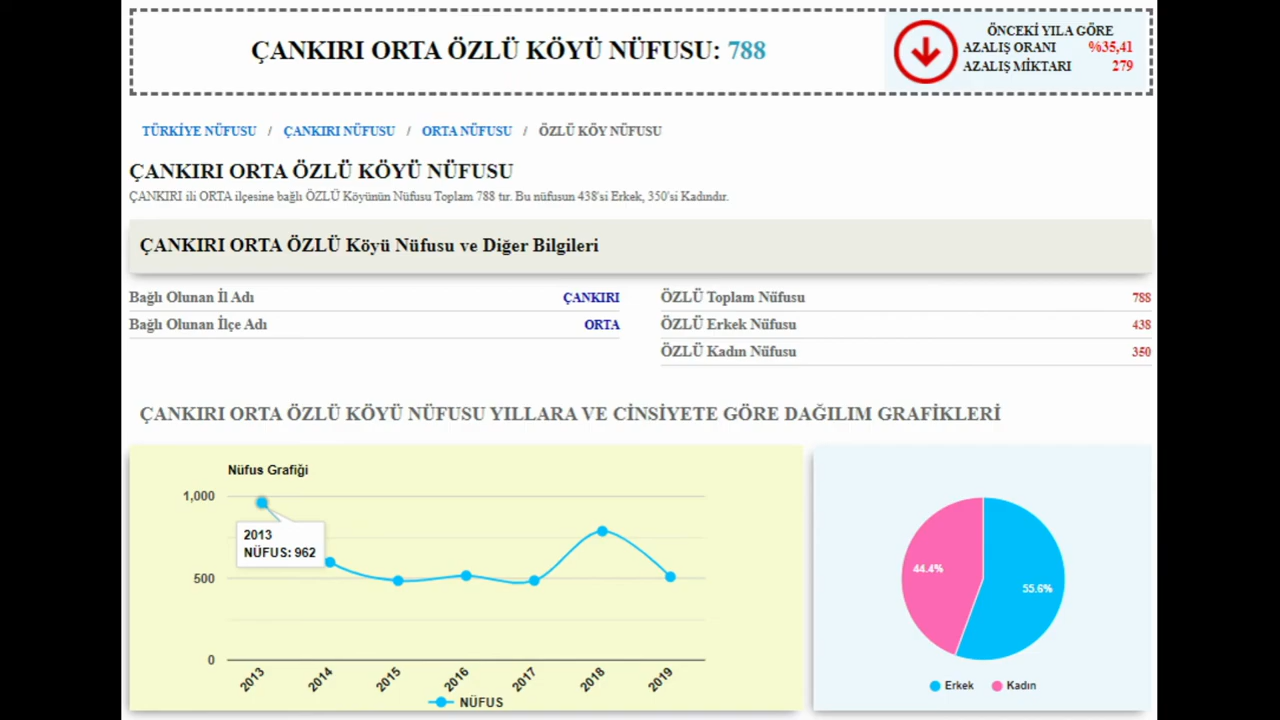 ÇANKIRI ORTA ÖZLÜ KÖYÜ NÜFUSU: 788
ÖNCEKİ YILA GÖRE
AZALIŞ ORANI %35,41
AZALIŞ MİKTARI 279
TÜRKİYE NÜFUSU / ÇANKIRI NÜFUSU / ORTA NÜFUSU / ÖZLÜ KÖY NÜFUSU
ÇANKIRI ORTA ÖZLÜ KÖYÜ NÜFUSU
ÇANKIRI ili ORTA ilçesine bağlı ÖZLÜ Köyünün Nüfusu Toplam 788 tır. Bu nüfusun 438'si Erkek, 350'si Kadındır.
ÇANKIRI ORTA ÖZLÜ Köyü Nüfusu ve Diğer Bilgileri
Bağlı Olunan İl Adı ÇANKIRI
Bağlı Olunan İlçe Adı ORTA
ÖZLÜ Toplam Nüfusu 788
ÖZLÜ Erkek Nüfusu 438
ÖZLÜ Kadın Nüfusu 350
ÇANKIRI ORTA ÖZLÜ KÖYÜ NÜFUSU YILLARA VE CİNSİYETE GÖRE DAĞILIM GRAFİKLERİ
Nüfus Grafiği
1,000
2013
NÜFUS: 962
500
0
2013 2014 2015 2016 2017 2018 2019
NÜFUS
44.4%
55.6%
Erkek Kadın